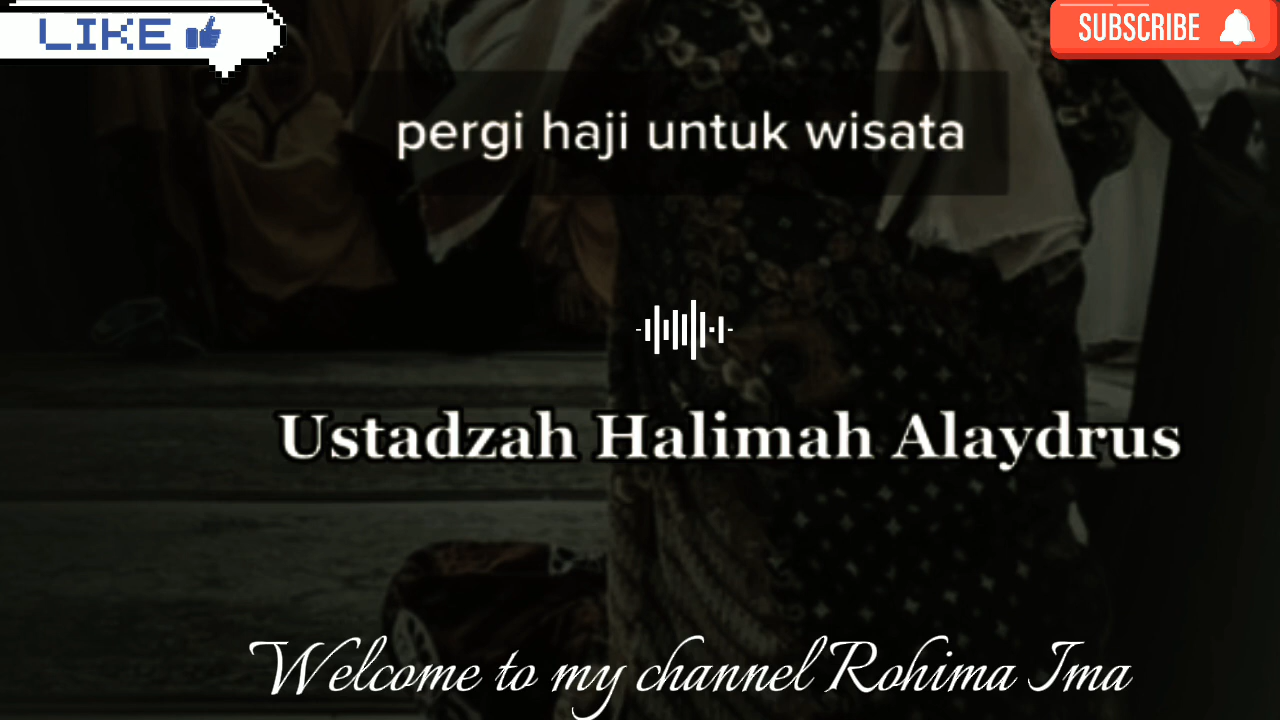 LIKE
SUBSCRIBE
pergi haji untuk wisata
Ustadzah Halimah Alaydrus
Welcome to my channel Rohima Ima